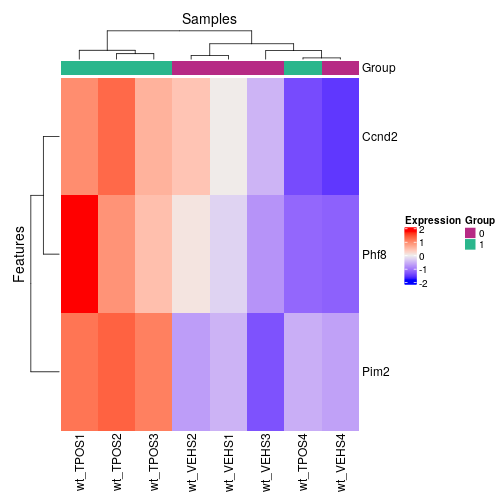 Samples
Group
Ccnd2
Phf8
Pim2
Features
wt_TPOS1
wt_TPOS2
wt_TPOS3
wt_VEHS2
wt_VEHS1
wt_VEHS3
wt_TPOS4
wt_VEHS4
Expression
2
1
0
-1
-2
Group
0
1